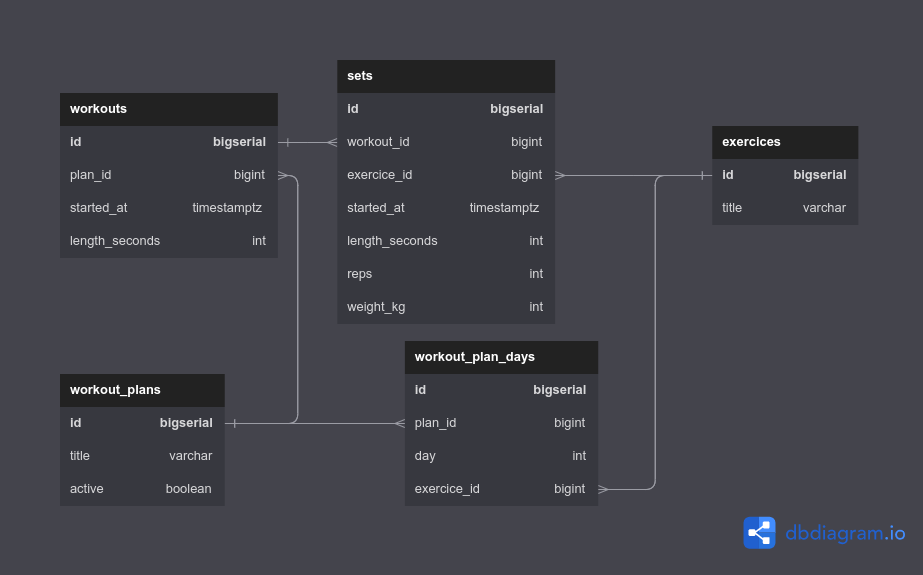 workouts
id bigserial
plan_id bigint
started_at timestamptz
length_seconds int
sets
id bigserial
workout_id bigint
exercice_id bigint
started_at timestamptz
length_seconds int
reps int
weight_kg int
exercices
id bigserial
title varchar
workout_plans
id bigserial
title varchar
active boolean
workout_plan_days
id bigserial
plan_id bigint
day int
exercice_id bigint
dbdiagram.io